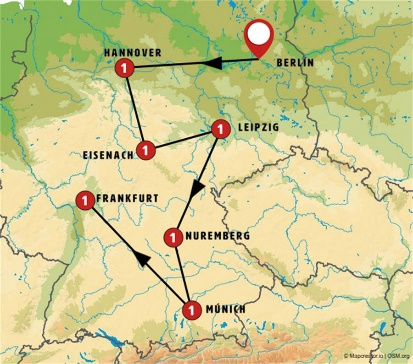 HANNOVER
1
BERLIN
1
LEIPZIG
EISENACH
1
1
FRANKFURT
1
NUREMBERG
1
MUNICH
© Mapcreator.io | OSM.org